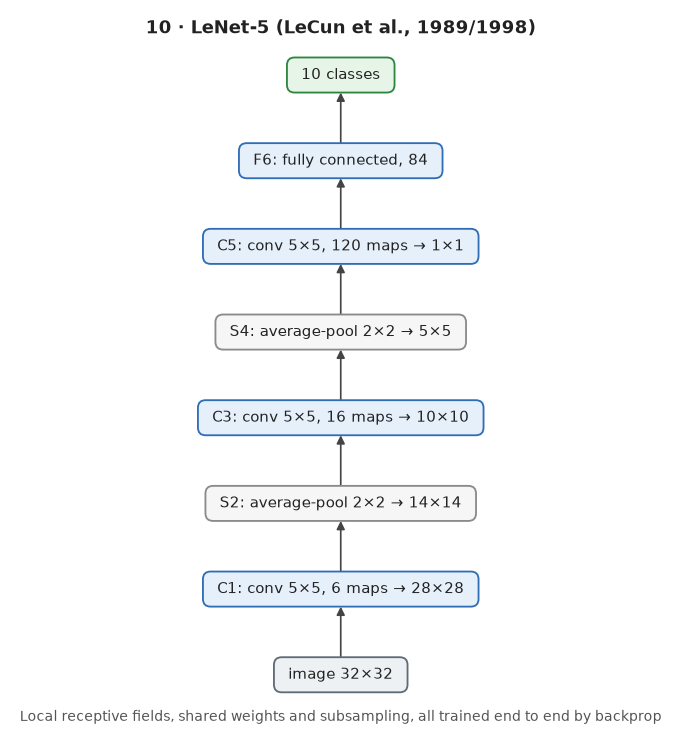 10 · LeNet-5 (LeCun et al., 1989/1998)
10 classes
F6: fully connected, 84
C5: conv 5×5, 120 maps → 1×1
S4: average-pool 2×2 → 5×5
C3: conv 5×5, 16 maps → 10×10
S2: average-pool 2×2 → 14×14
C1: conv 5×5, 6 maps → 28×28
image 32×32
Local receptive fields, shared weights and subsampling, all trained end to end by backprop